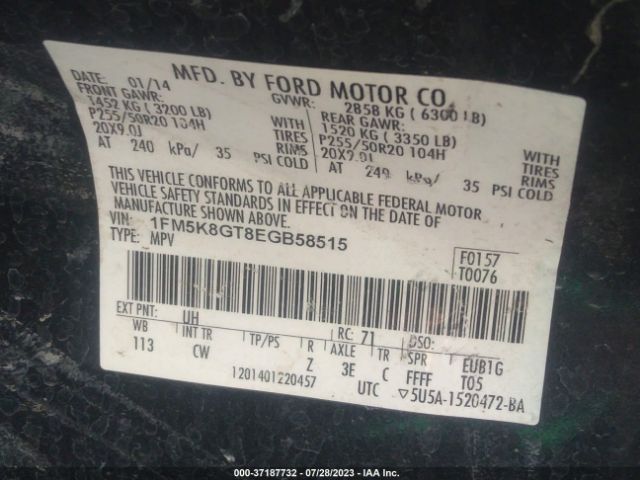 MFD. BY FORD MOTOR CO.
DATE: 01/14 GVWR: 2858 KG ( 6300 LB)
FRONT GAWR: REAR GAWR:
1452 KG ( 3200 LB) WITH 1520 KG ( 3350 LB) WITH
P255/50R20 104H TIRES P255/50R20 104H TIRES
20X9.0J RIMS 20X9.0J RIMS
AT 240 kPa/ 35 PSI COLD AT 240 kPa/ 35 PSI COLD
THIS VEHICLE CONFORMS TO ALL APPLICABLE FEDERAL MOTOR
VEHICLE SAFETY STANDARDS IN EFFECT ON THE DATE OF
MANUFACTURE SHOWN ABOVE.
VIN: 1FM5K8GT8EGB58515
TYPE: MPV
F0157
T0076
EXT PNT: UH RC: 71 DSO:
WB INT TR TP/PS R AXLE TR SPR EUB1G
113 CW Z 3E C FFFF T05
1201401220457 UTC ▽5U5A-1520472-BA
000-37187732 / 07/28/2023 - IAA Inc.